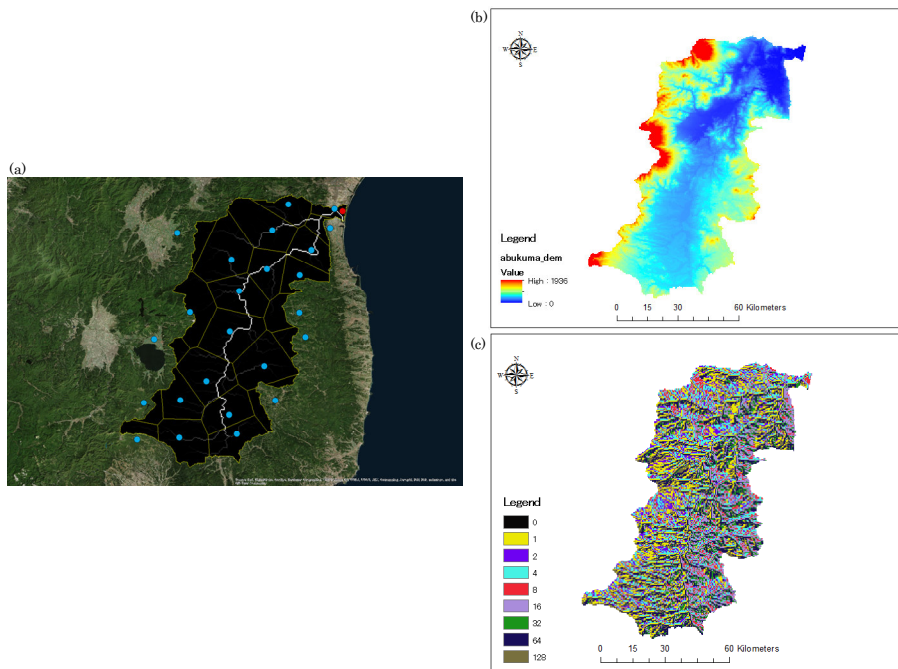 (a)
(b)
N
W E
S
Legend
abukuma_dem
Value
High : 1936
Low : 0
0 30 60 Kilometers
(c)
N
W E
S
Legend
0
1
2
4
8
16
32
64
128
0 15 30 60 Kilometers